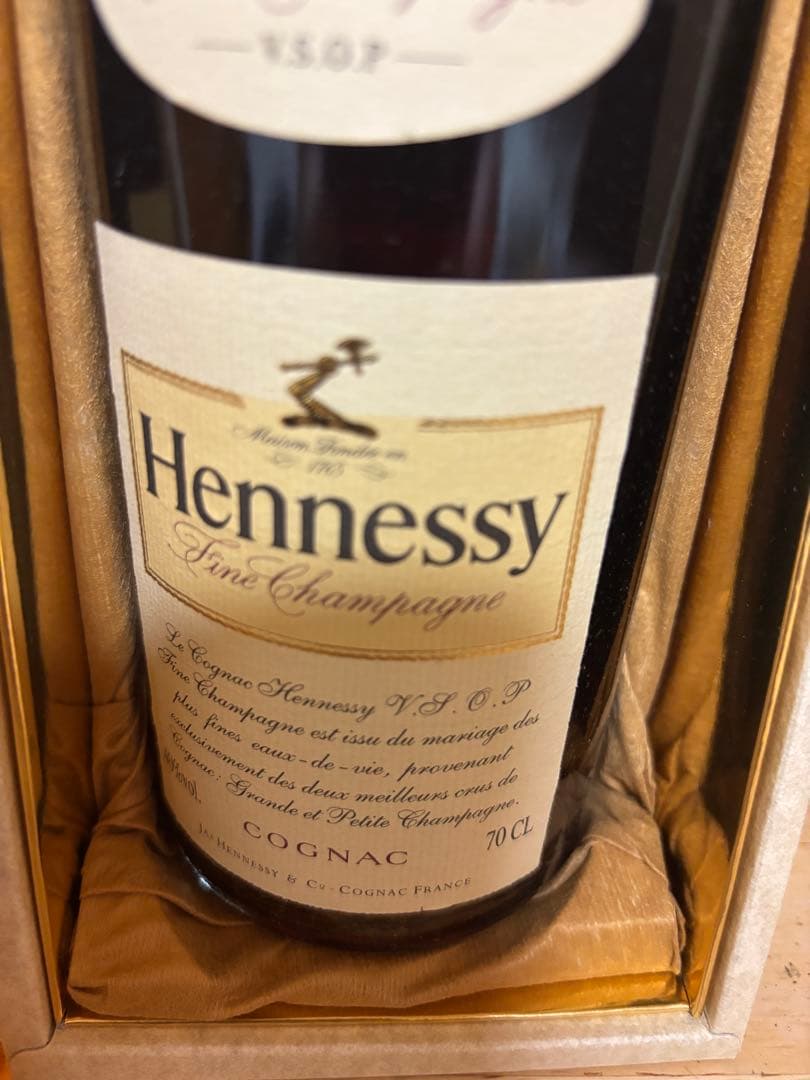 V.S.O.P
Maison fondée en
1765
Hennessy
Fine Champagne
Le Cognac Hennessy V.S.O.P
Fine Champagne est issu du mariage des
plus fines eaux-de-vie, provenant
exclusivement des deux meilleurs crus de
Cognac: Grande et Petite Champagne.
COGNAC
70 CL
JAS HENNESSY & Co - COGNAC FRANCE